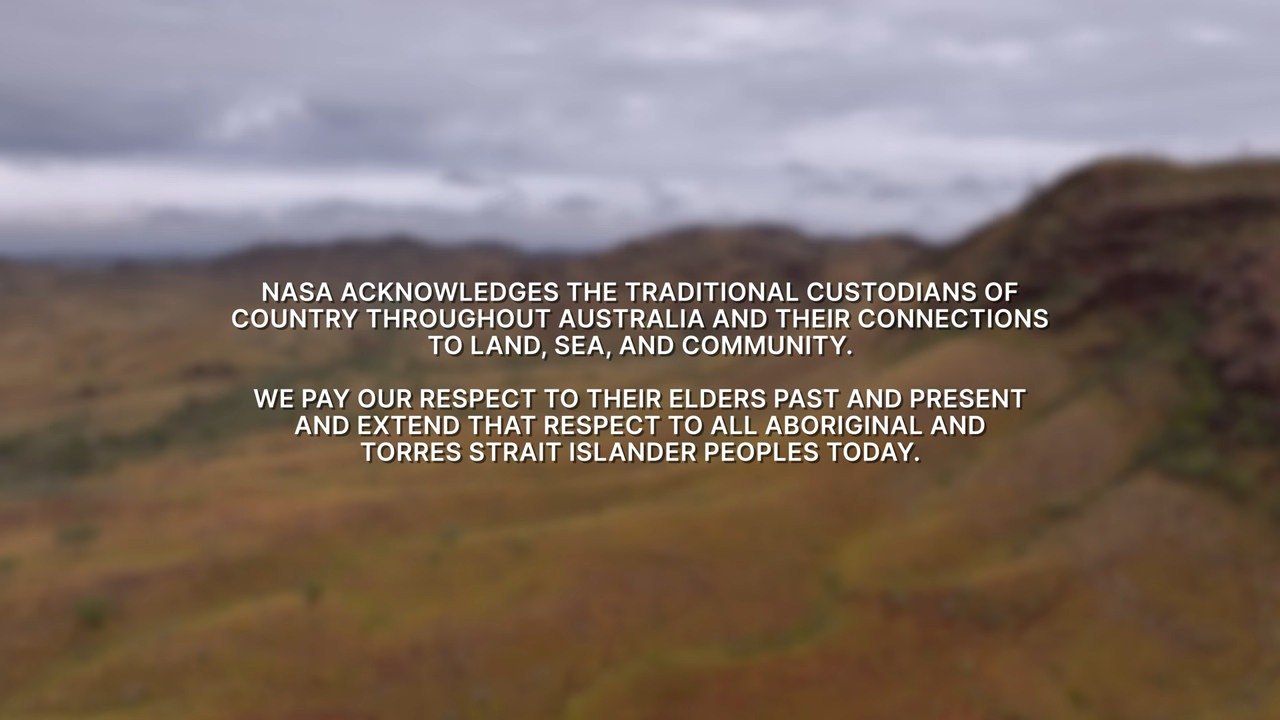 NASA ACKNOWLEDGES THE TRADITIONAL CUSTODIANS OF
COUNTRY THROUGHOUT AUSTRALIA AND THEIR CONNECTIONS
TO LAND, SEA, AND COMMUNITY.
WE PAY OUR RESPECT TO THEIR ELDERS PAST AND PRESENT
AND EXTEND THAT RESPECT TO ALL ABORIGINAL AND
TORRES STRAIT ISLANDER PEOPLES TODAY.